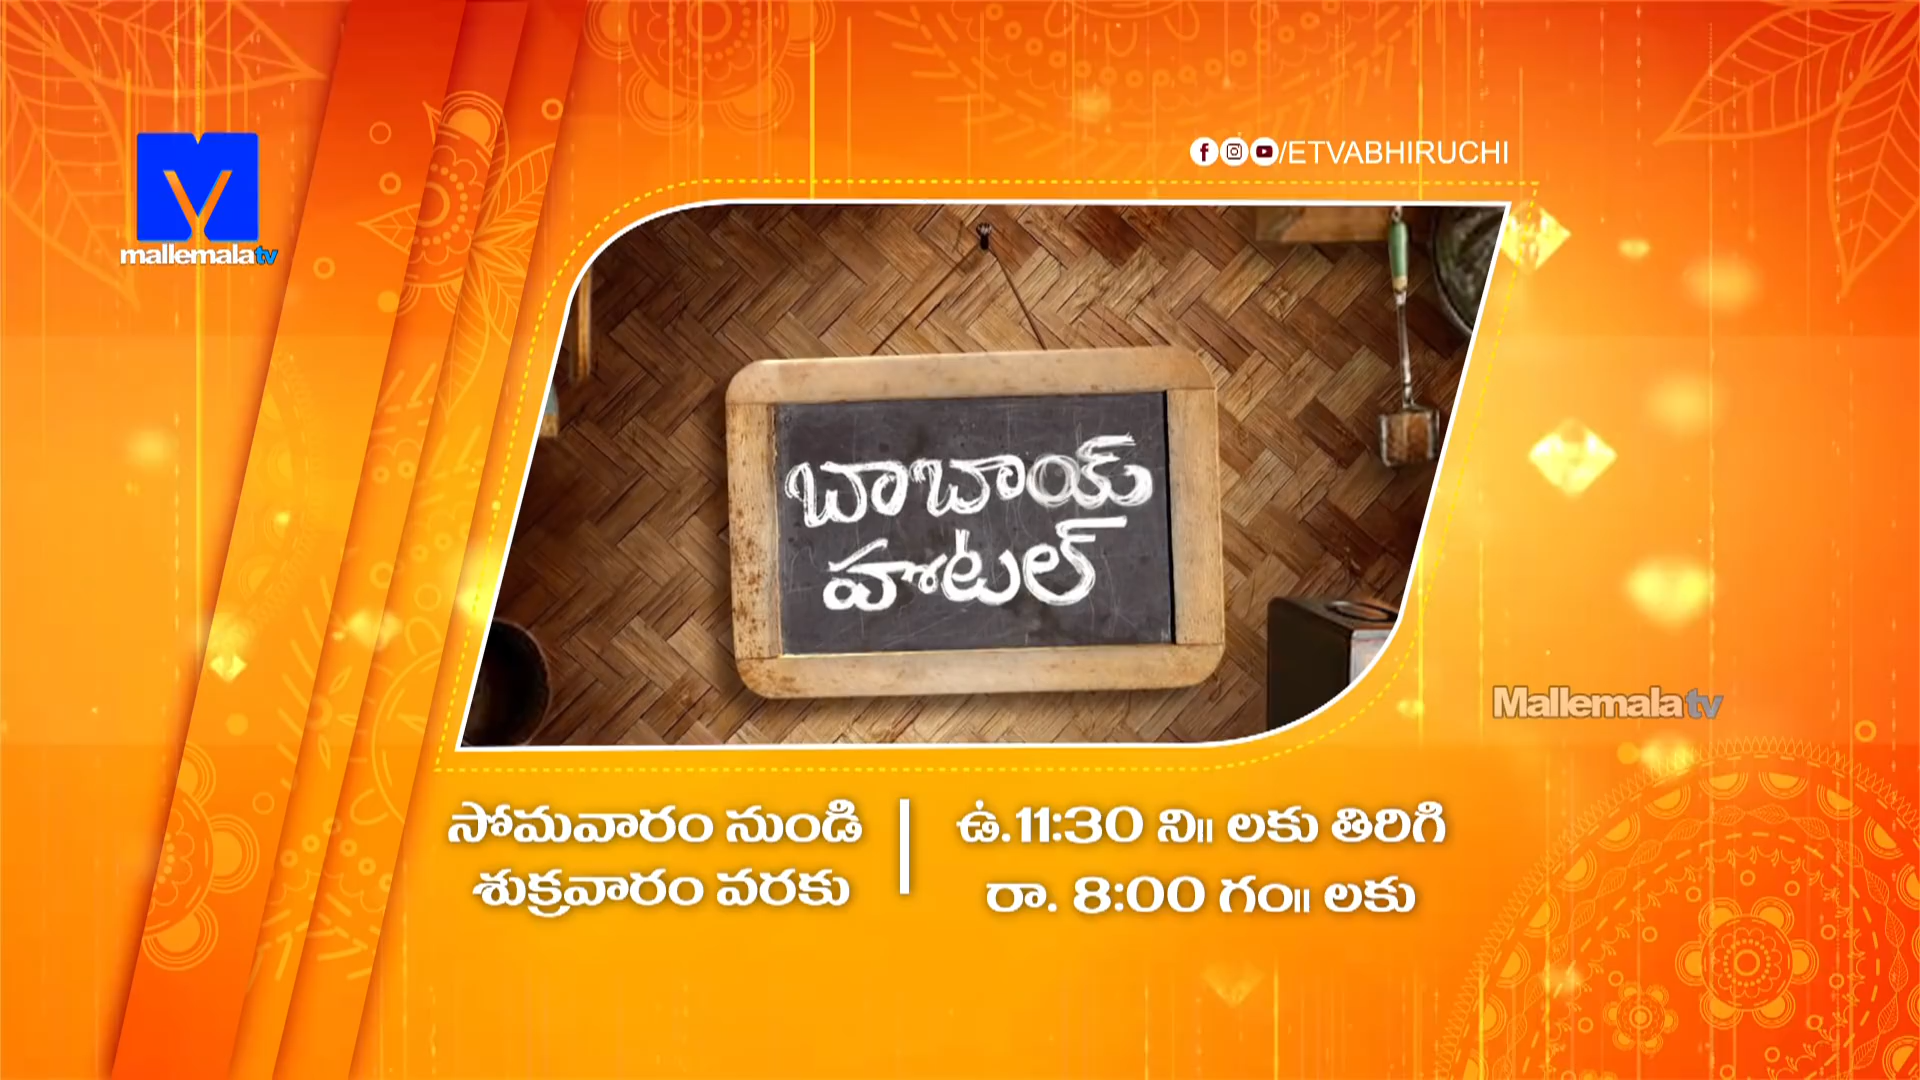 mallemalatv
/ETVABHIRUCHI
బాబాయ్
హోటల్
Mallemalatv
సోమవారం నుండి
శుక్రవారం వరకు
ఉ.11:30 ని॥ లకు తిరిగి
రా. 8:00 గం॥ లకు